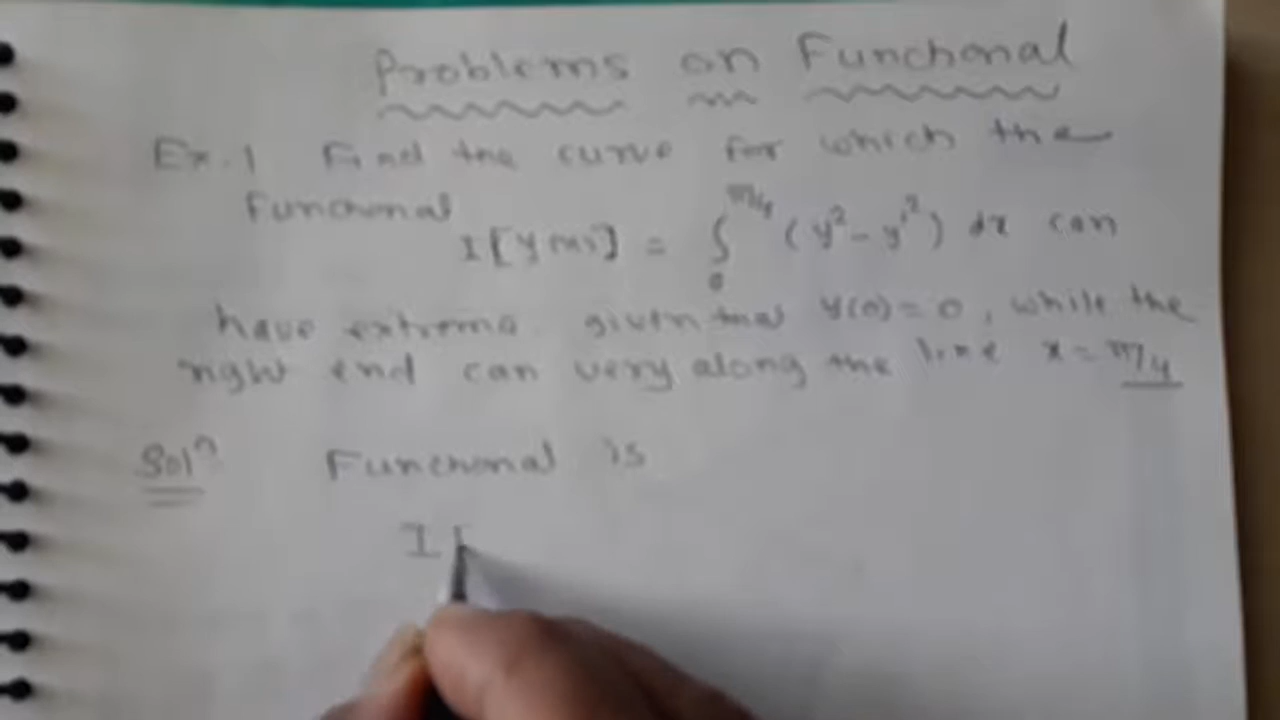 Problems on Functional
Ex.1 Find the curve for which the
Functional
I[y(x)] = ∫₀^π/4 (y² - y'²) dx can
have extrema given that y(0) = 0, while the
right end can very along the line x = π/4
Solⁿ Functional is
I[